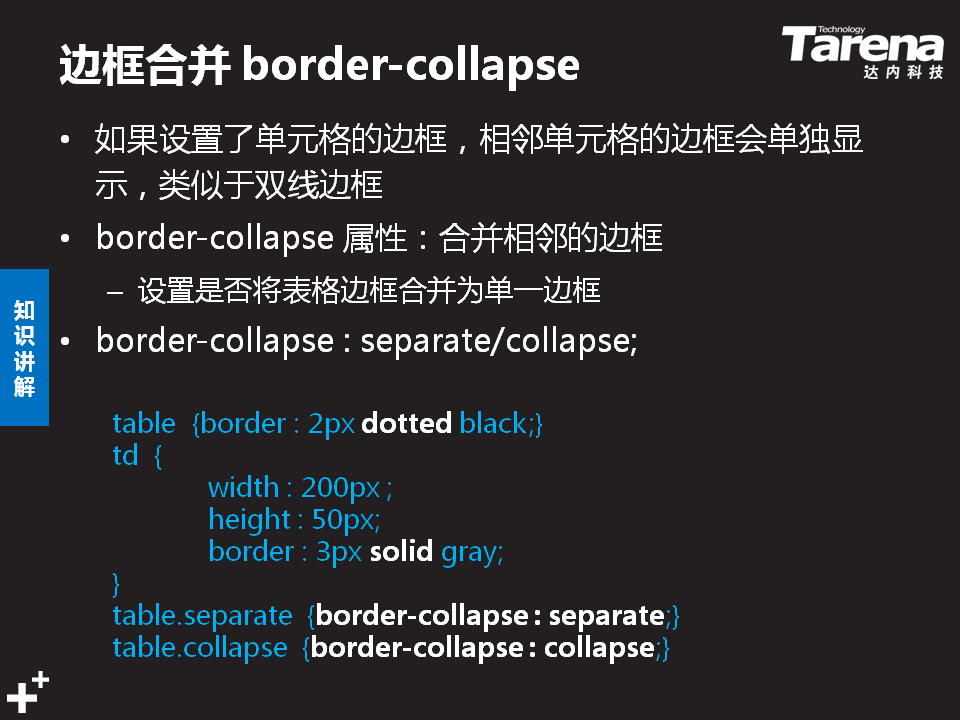 边框合并 border-collapse
Technology
Tarena
达内科技
• 如果设置了单元格的边框，相邻单元格的边框会单独显
示，类似于双线边框
• border-collapse 属性：合并相邻的边框
– 设置是否将表格边框合并为单一边框
• border-collapse : separate/collapse;
知识讲解
table {border : 2px dotted black;}
td {
width : 200px ;
height : 50px;
border : 3px solid gray;
}
table.separate {border-collapse : separate;}
table.collapse {border-collapse : collapse;}